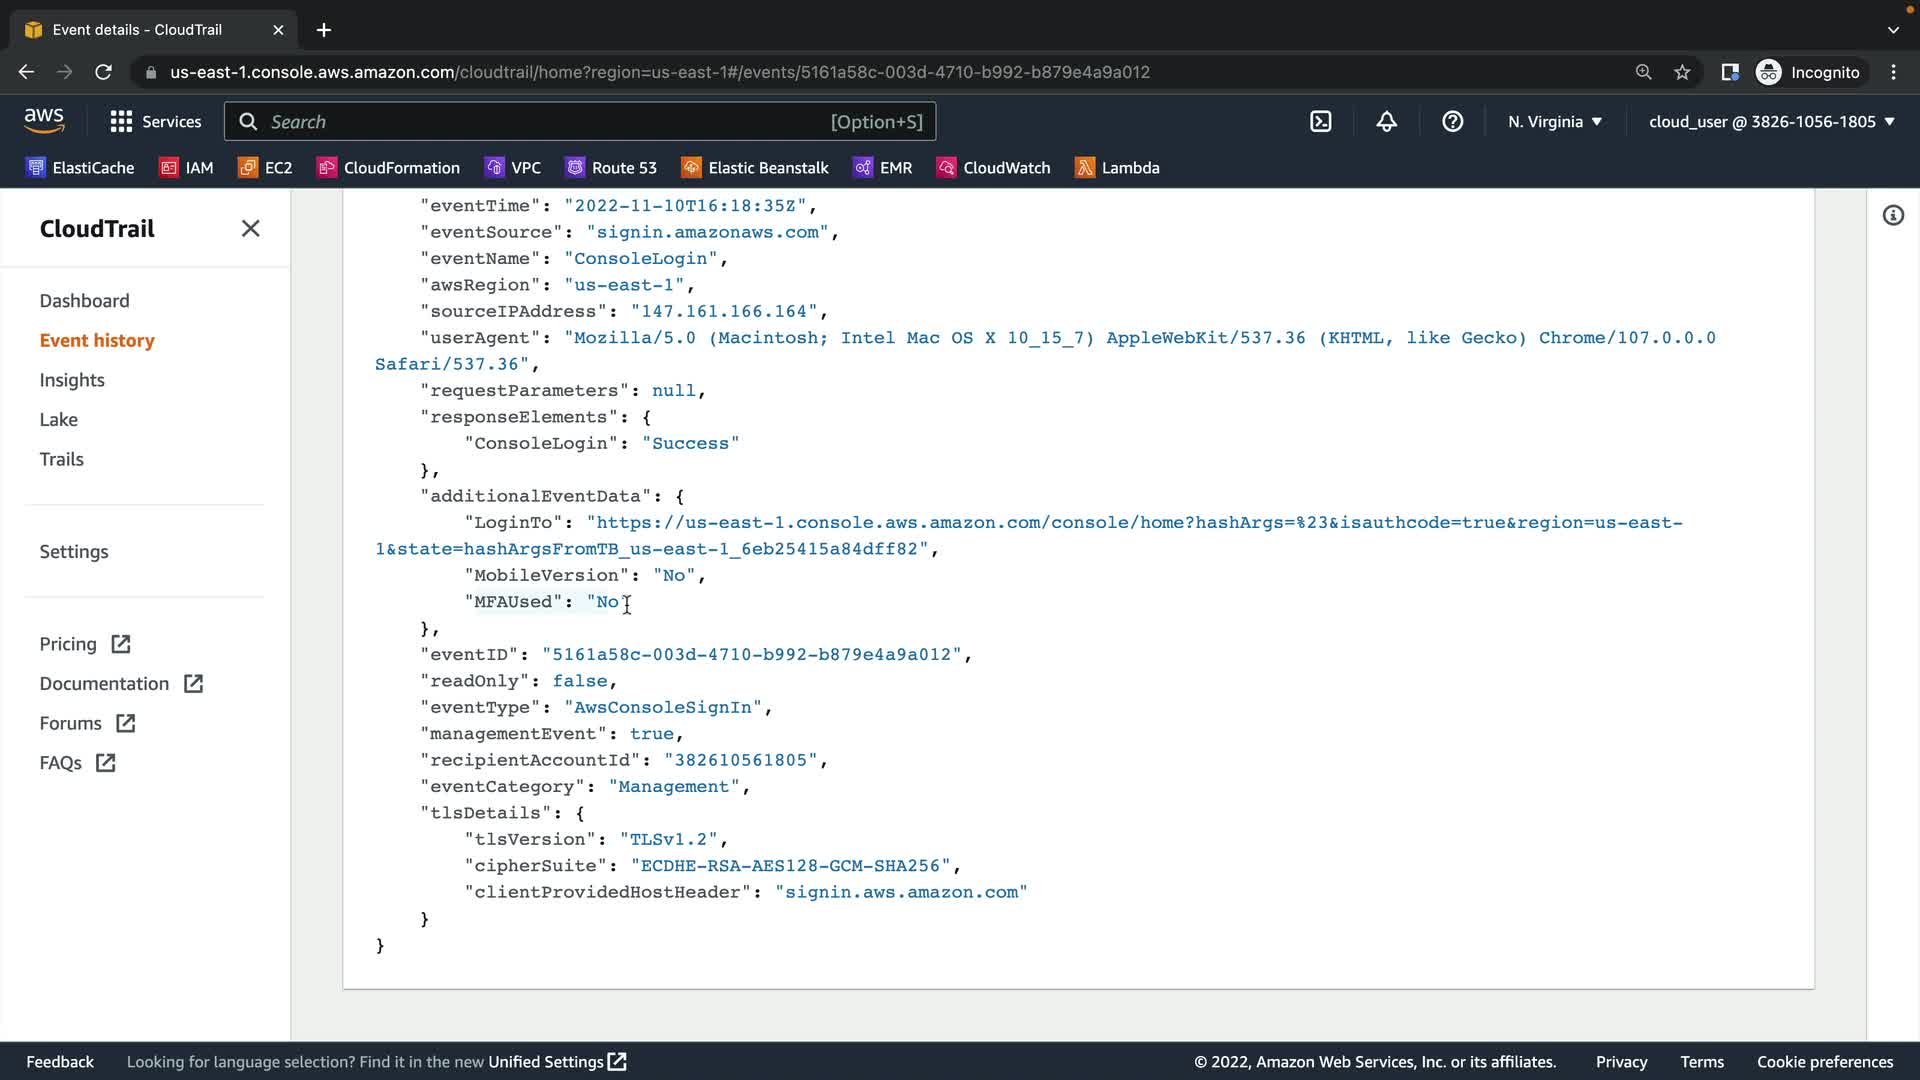 Event details - CloudTrail
us-east-1.console.aws.amazon.com/cloudtrail/home?region=us-east-1#/events/5161a58c-003d-4710-b992-b879e4a9a012
Incognito
aws
Services
Search
[Option+S]
N. Virginia
cloud_user @ 3826-1056-1805
ElastiCache
IAM
EC2
CloudFormation
VPC
Route 53
Elastic Beanstalk
EMR
CloudWatch
Lambda
CloudTrail
Dashboard
Event history
Insights
Lake
Trails
Settings
Pricing
Documentation
Forums
FAQs
"eventTime": "2022-11-10T16:18:35Z",
"eventSource": "signin.amazonaws.com",
"eventName": "ConsoleLogin",
"awsRegion": "us-east-1",
"sourceIPAddress": "147.161.166.164",
"userAgent": "Mozilla/5.0 (Macintosh; Intel Mac OS X 10_15_7) AppleWebKit/537.36 (KHTML, like Gecko) Chrome/107.0.0.0
Safari/537.36",
"requestParameters": null,
"responseElements": {
"ConsoleLogin": "Success"
},
"additionalEventData": {
"LoginTo": "https://us-east-1.console.aws.amazon.com/console/home?hashArgs=%23&isauthcode=true&region=us-east-
1&state=hashArgsFromTB_us-east-1_6eb25415a84dff82",
"MobileVersion": "No",
"MFAUsed": "No
},
"eventID": "5161a58c-003d-4710-b992-b879e4a9a012",
"readOnly": false,
"eventType": "AwsConsoleSignIn",
"managementEvent": true,
"recipientAccountId": "382610561805",
"eventCategory": "Management",
"tlsDetails": {
"tlsVersion": "TLSv1.2",
"cipherSuite": "ECDHE-RSA-AES128-GCM-SHA256",
"clientProvidedHostHeader": "signin.aws.amazon.com"
}
}
Feedback
Looking for language selection? Find it in the new Unified Settings
© 2022, Amazon Web Services, Inc. or its affiliates.
Privacy
Terms
Cookie preferences